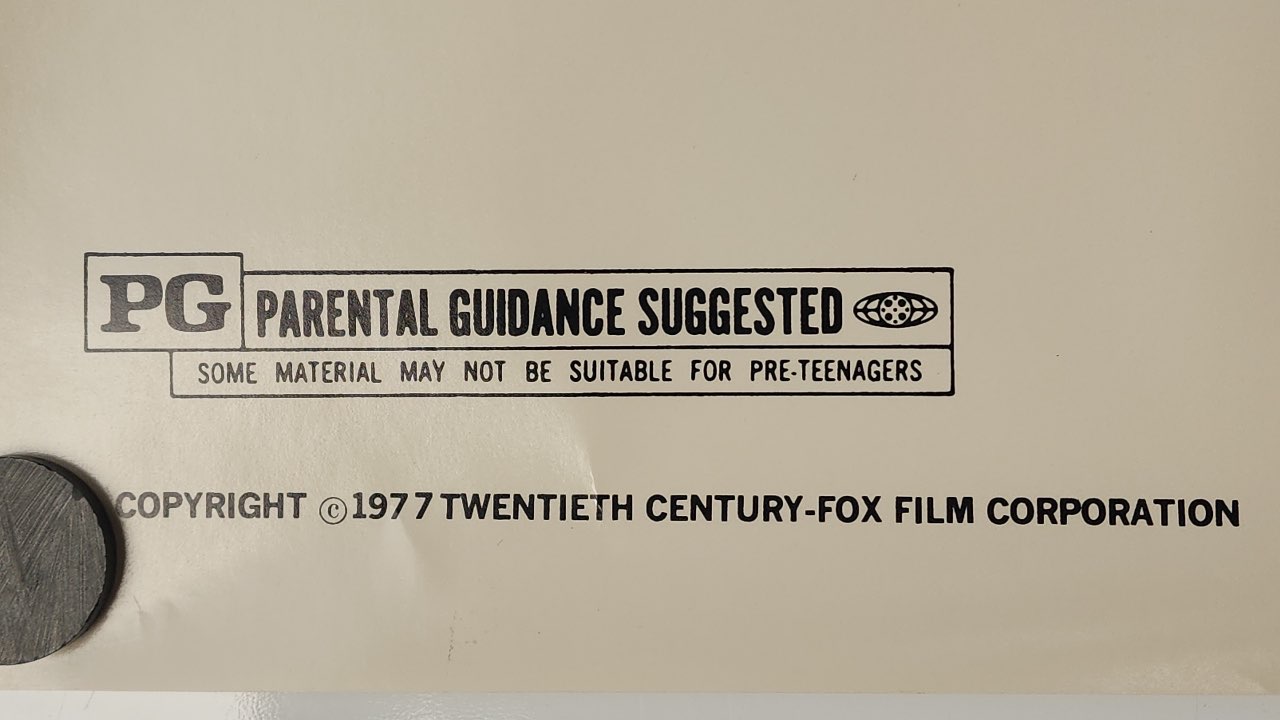 PG PARENTAL GUIDANCE SUGGESTED
SOME MATERIAL MAY NOT BE SUITABLE FOR PRE-TEENAGERS
COPYRIGHT ©1977 TWENTIETH CENTURY-FOX FILM CORPORATION